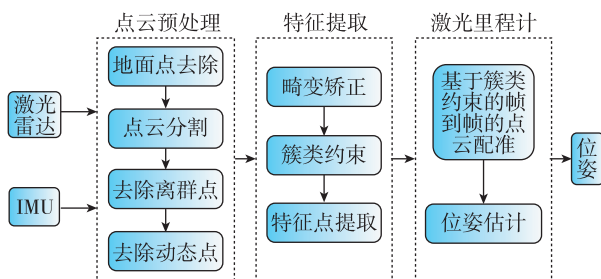 点云预处理
特征提取
激光里程计
激光
雷达
IMU
地面点去除
点云分割
去除离群点
去除动态点
畸变矫正
簇类约束
特征点提取
基于簇类
约束的帧
到帧的点
云配准
位姿估计
位
姿